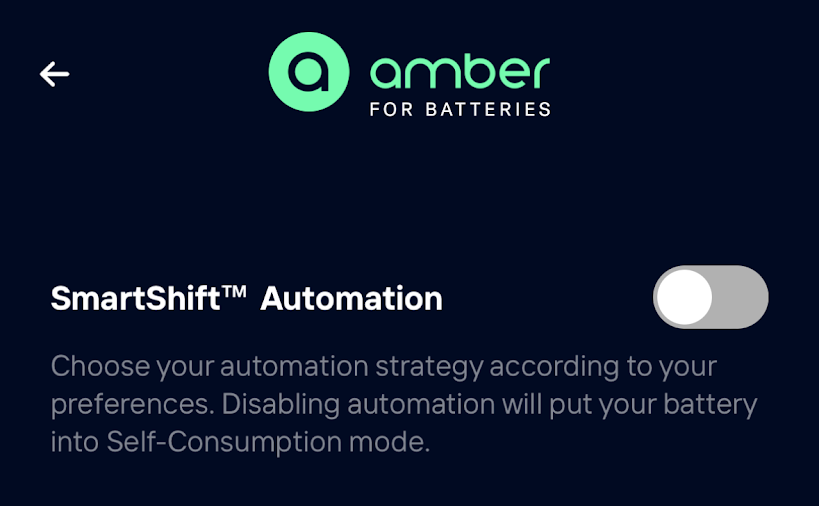 amber
FOR BATTERIES
SmartShift™ Automation
Choose your automation strategy according to your
preferences. Disabling automation will put your battery
into Self-Consumption mode.